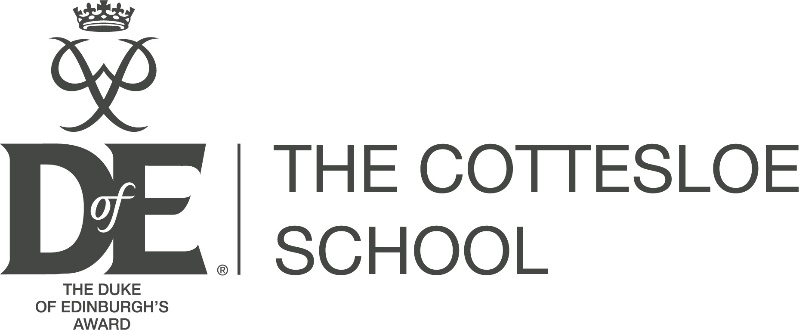 DofE®
THE DUKE
OF EDINBURGH'S
AWARD
THE COTTESLOE
SCHOOL